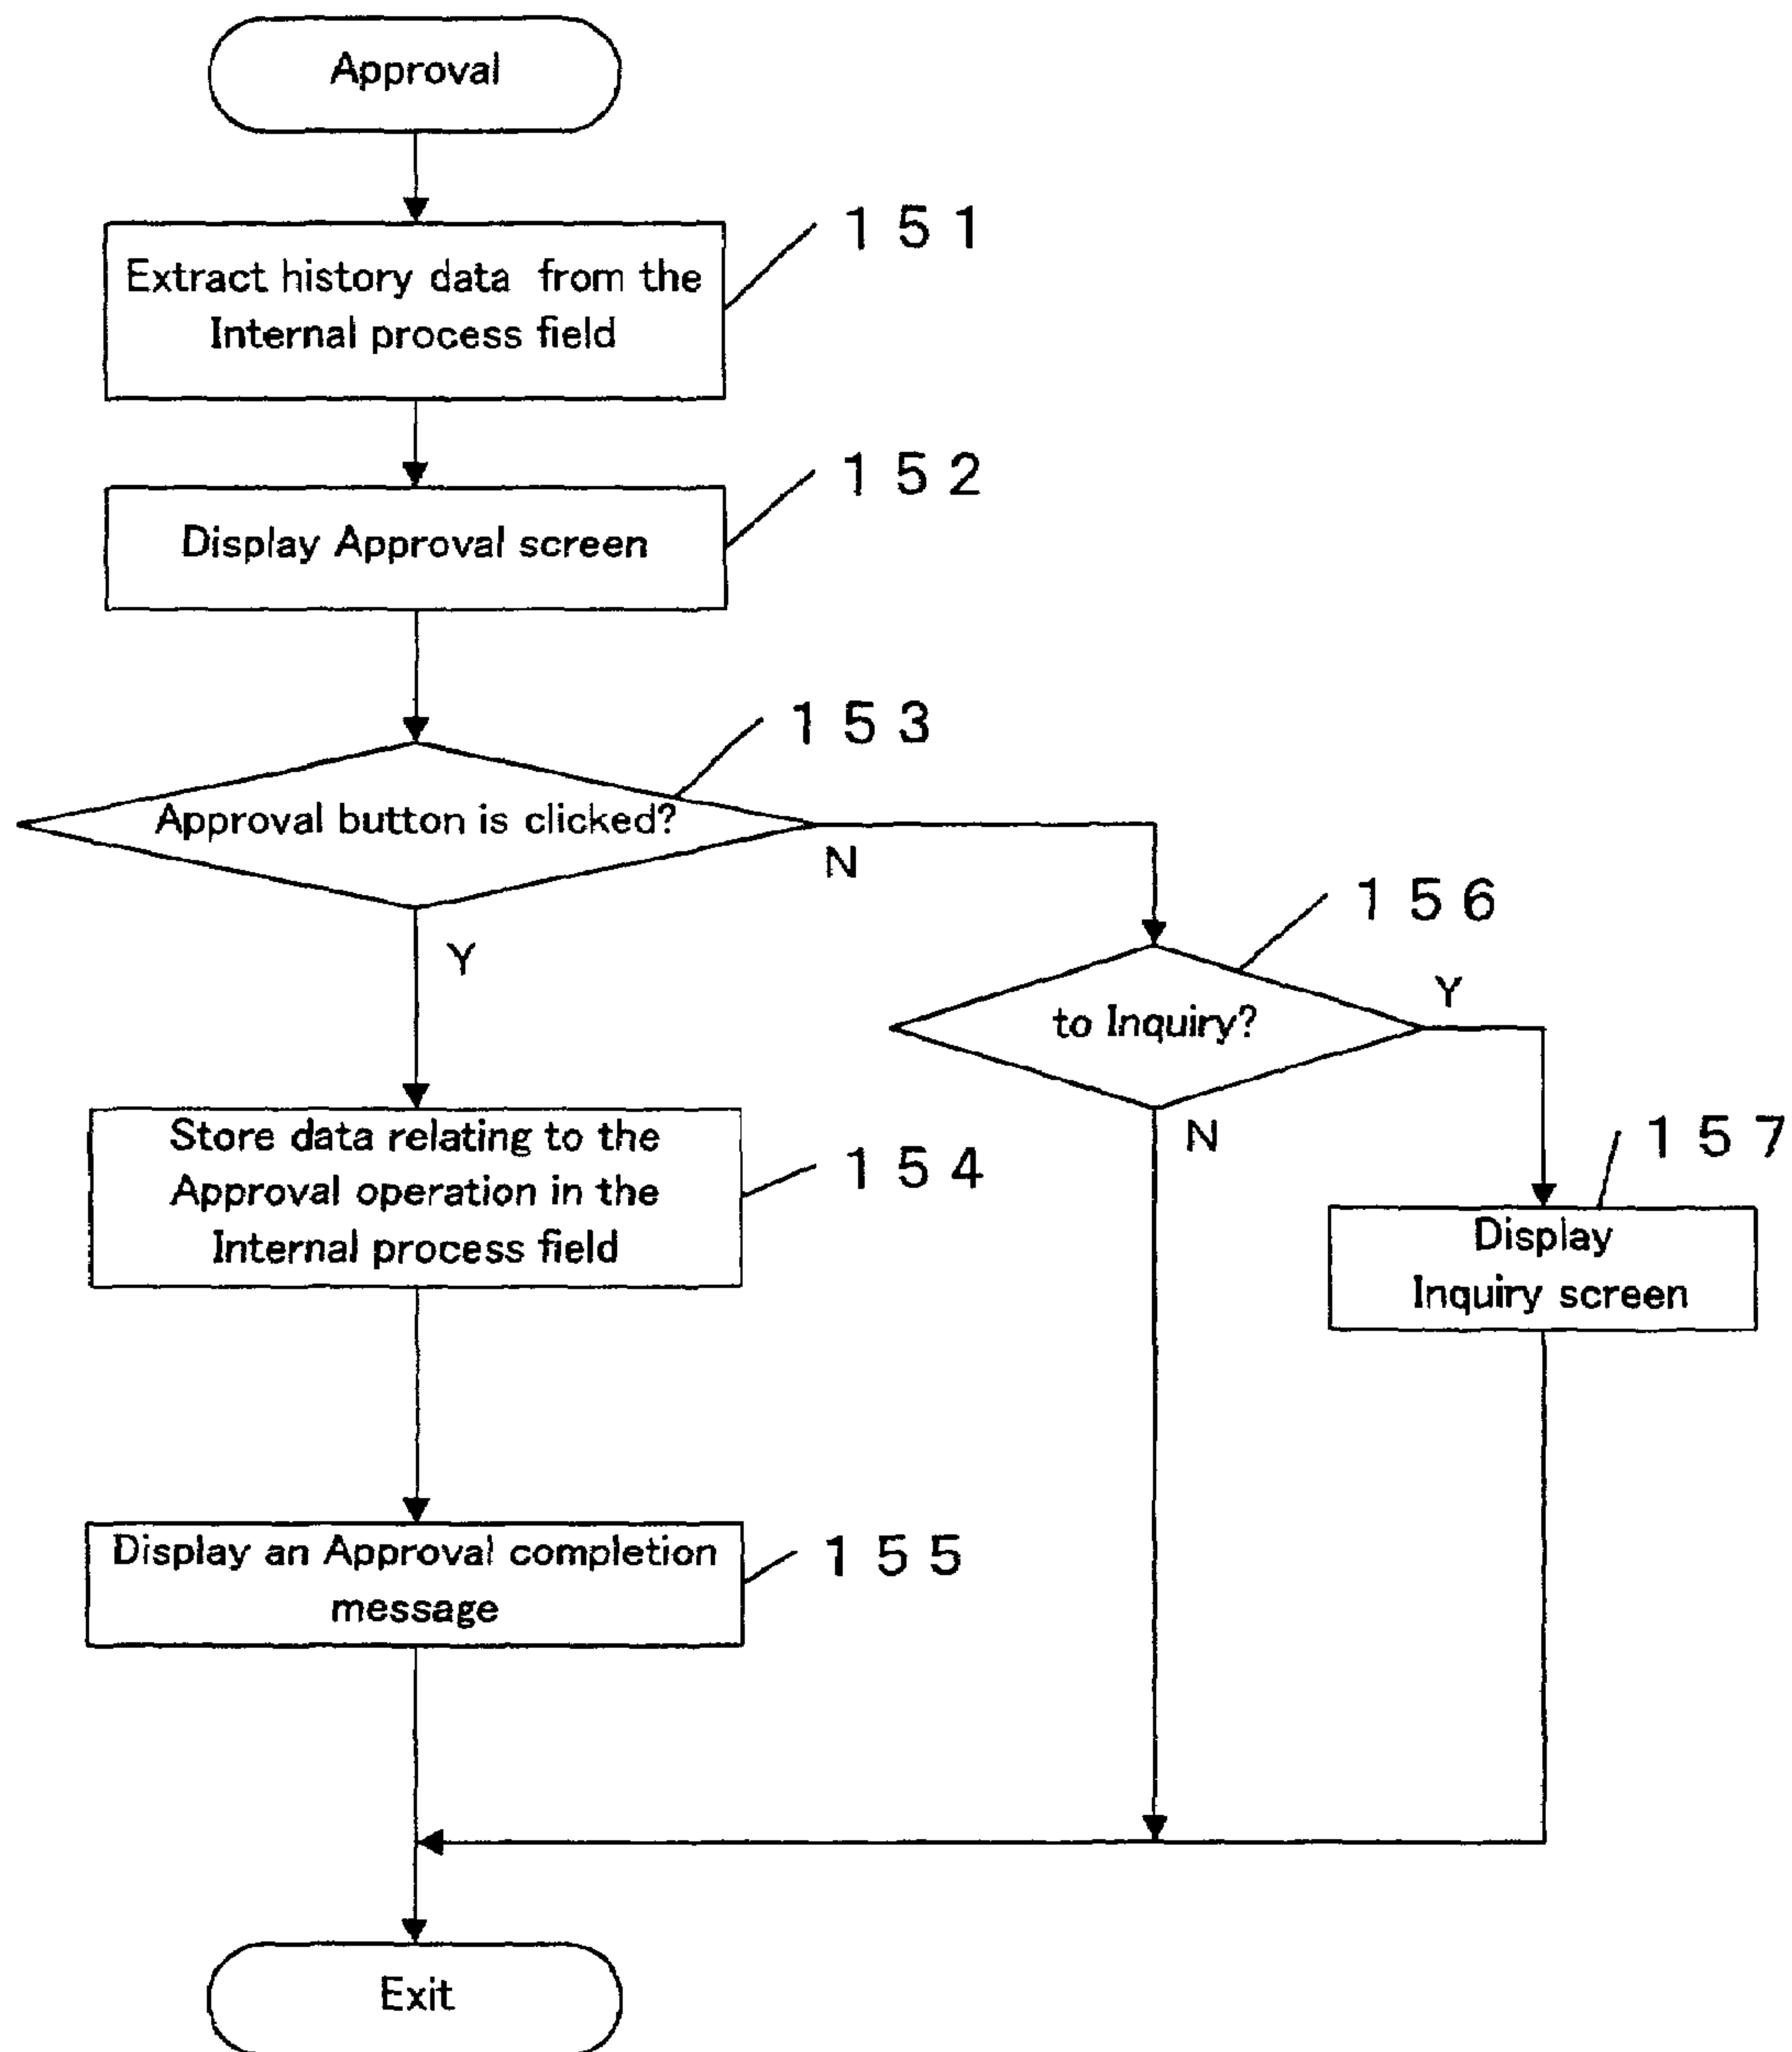 Approval
151
Extract history data from the
Internal process field
152
Display Approval screen
153
Approval button is clicked?
N
Y
156
to Inquiry?
Y
N
154
Store data relating to the
Approval operation in the
Internal process field
157
Display
Inquiry screen
155
Display an Approval completion
message
Exit